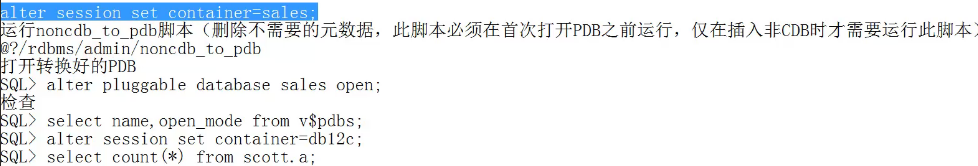 alter session set container=sales;
运行noncdb_to_pdb脚本（删除不需要的元数据，此脚本必须在首次打开PDB之前运行，仅在插入非CDB时才需要运行此脚本）
@?/rdbms/admin/noncdb_to_pdb
打开转换好的PDB
SQL> alter pluggable database sales open;
检查
SQL> select name,open_mode from v$pdbs;
SQL> alter session set container=db12c;
SQL> select count(*) from scott.a;